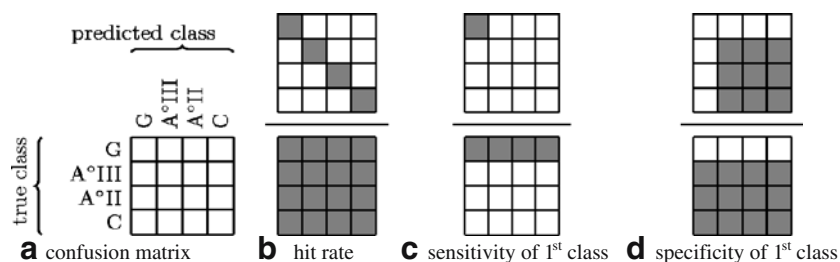 predicted class
G A°III A°II C
true class
G
A°III
A°II
C
a confusion matrix
b hit rate
c sensitivity of 1st class
d specificity of 1st class